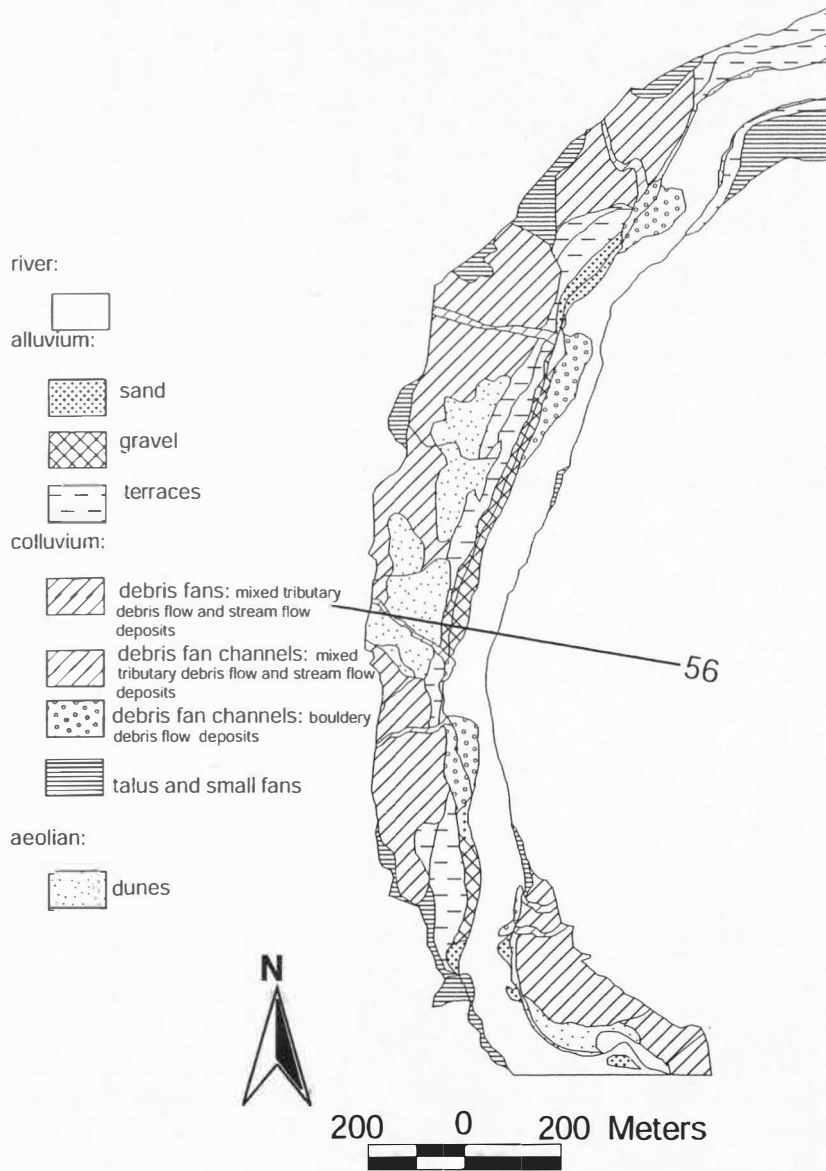 river:
alluvium:
sand
gravel
terraces
colluvium:
debris fans: mixed tributary
debris flow and stream flow
deposits
debris fan channels: mixed
tributary debris flow and stream flow
deposits
debris fan channels: bouldery
debris flow deposits
talus and small fans
aeolian:
dunes
56
N
200 0 200 Meters